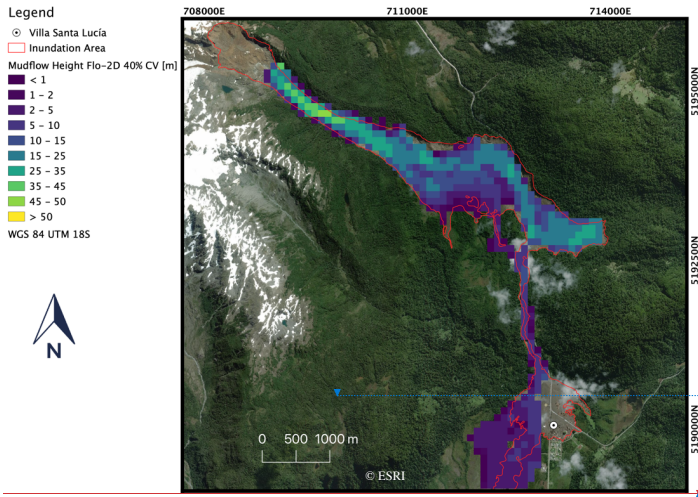 Legend
Villa Santa Lucía
Inundation Area
Mudflow Height Flo-2D 40% CV [m]
< 1
1 - 2
2 - 5
5 - 10
10 - 15
15 - 25
25 - 35
35 - 45
45 - 50
> 50
WGS 84 UTM 18S
N
708000E 711000E 714000E
5195000N
5192500N
5190000N
0 500 1000 m
© ESRI